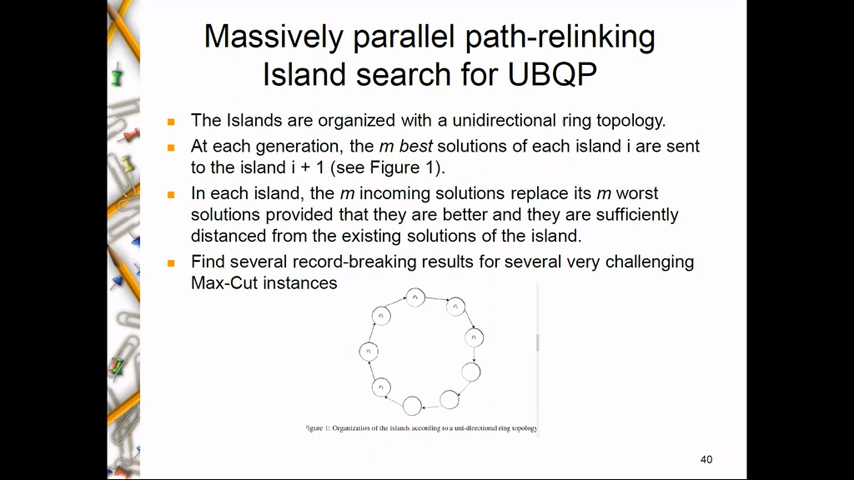 Massively parallel path-relinking
Island search for UBQP
The Islands are organized with a unidirectional ring topology.
At each generation, the m best solutions of each island i are sent
to the island i + 1 (see Figure 1).
In each island, the m incoming solutions replace its m worst
solutions provided that they are better and they are sufficiently
distanced from the existing solutions of the island.
Find several record-breaking results for several very challenging
Max-Cut instances
Figure 1: Organization of the islands according to a uni-directional ring topology
40